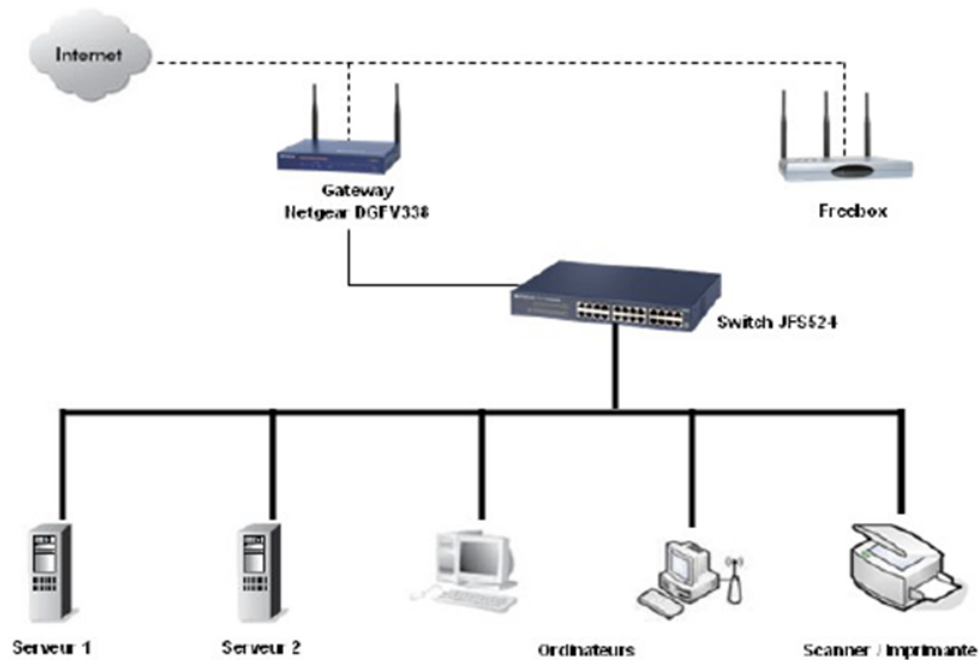 Internet
Gateway
Netgear DGFV338
Freebox
Switch JFS524
Serveur 1
Serveur 2
Ordinateurs
Scanner / Imprimante